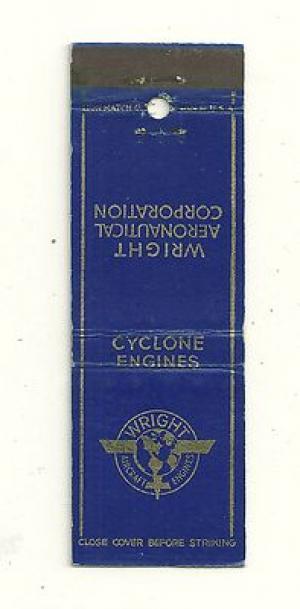 WRIGHT
AERONAUTICAL
CORPORATION
CYCLONE
ENGINES
WRIGHT
AIRCRAFT ENGINES
CLOSE COVER BEFORE STRIKING